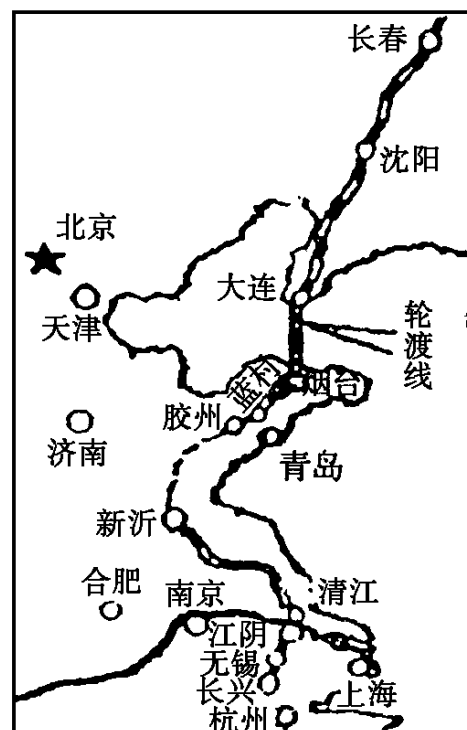 长春
沈阳
北京
大连
天津
轮渡线
蓝村
烟台
胶州
济南
青岛
新沂
合肥
南京
清江
江阴
无锡
长兴
上海
杭州